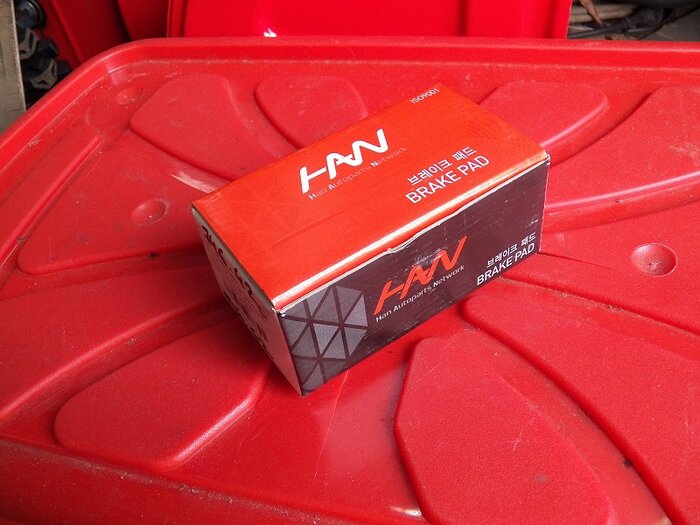 ISO9001
HAN
Han Autoparts Network
브레이크 패드
BRAKE PAD
HAN
Han Autoparts Network
브레이크 패드
BRAKE PAD